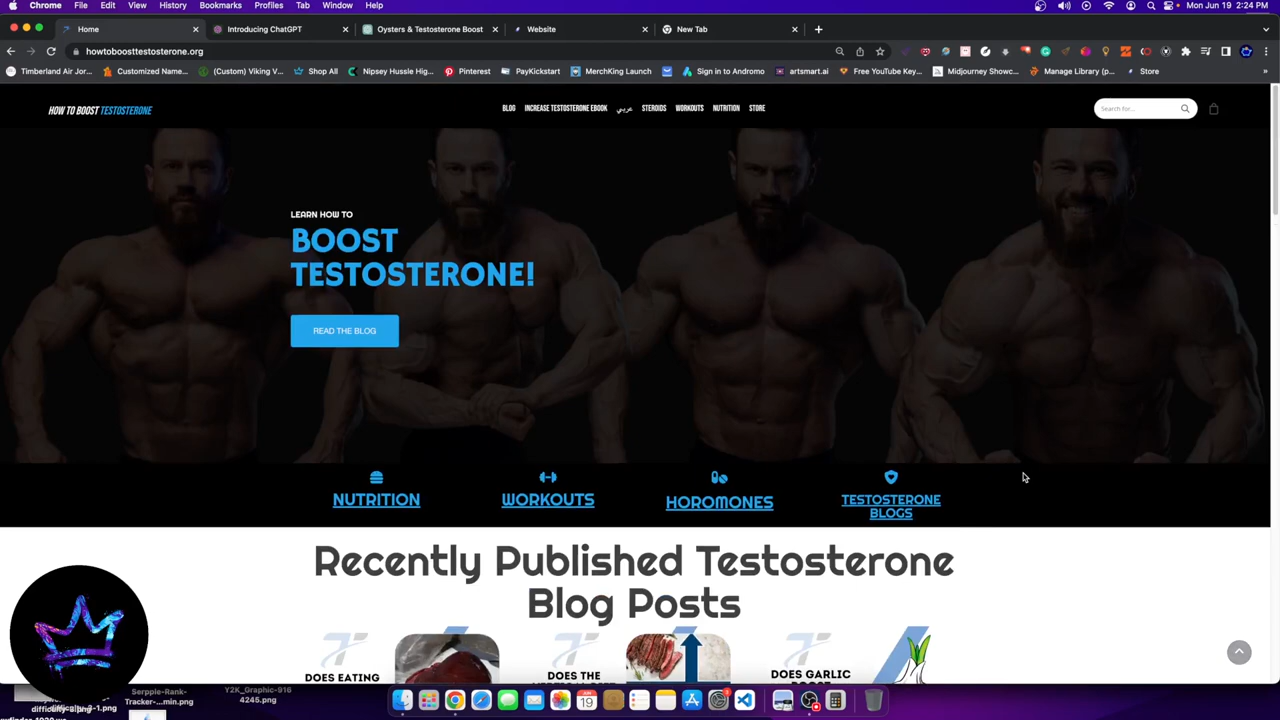 Chrome File Edit View History Bookmarks Profiles Tab Window Help
Mon Jun 19 2:24 PM
Home
Introducing ChatGPT
Oysters & Testosterone Boost
Website
New Tab
howtoboosttestosterone.org
Timberland Air Jor...
Customized Name...
(Custom) Viking V...
Shop All
Nipsey Hussle Hig...
Pinterest
PayKickstart
MerchKing Launch
Sign in to Andromo
artsmart.ai
Free YouTube Key...
Midjourney Showc...
Manage Library (p...
Store
HOW TO BOOST TESTOSTERONE
BLOG INCREASE TESTOSTERONE EBOOK عربي STEROIDS WORKOUTS NUTRITION STORE
Search for...
LEARN HOW TO
BOOST
TESTOSTERONE!
READ THE BLOG
NUTRITION
WORKOUTS
HOROMONES
TESTOSTERONE
BLOGS
Recently Published Testosterone
Blog Posts
DOES EATING
DOES THE
DOES GARLIC
Serpple-Rank-
Tracker-...min.png
Y2K_Graphic-916
4245.png
19